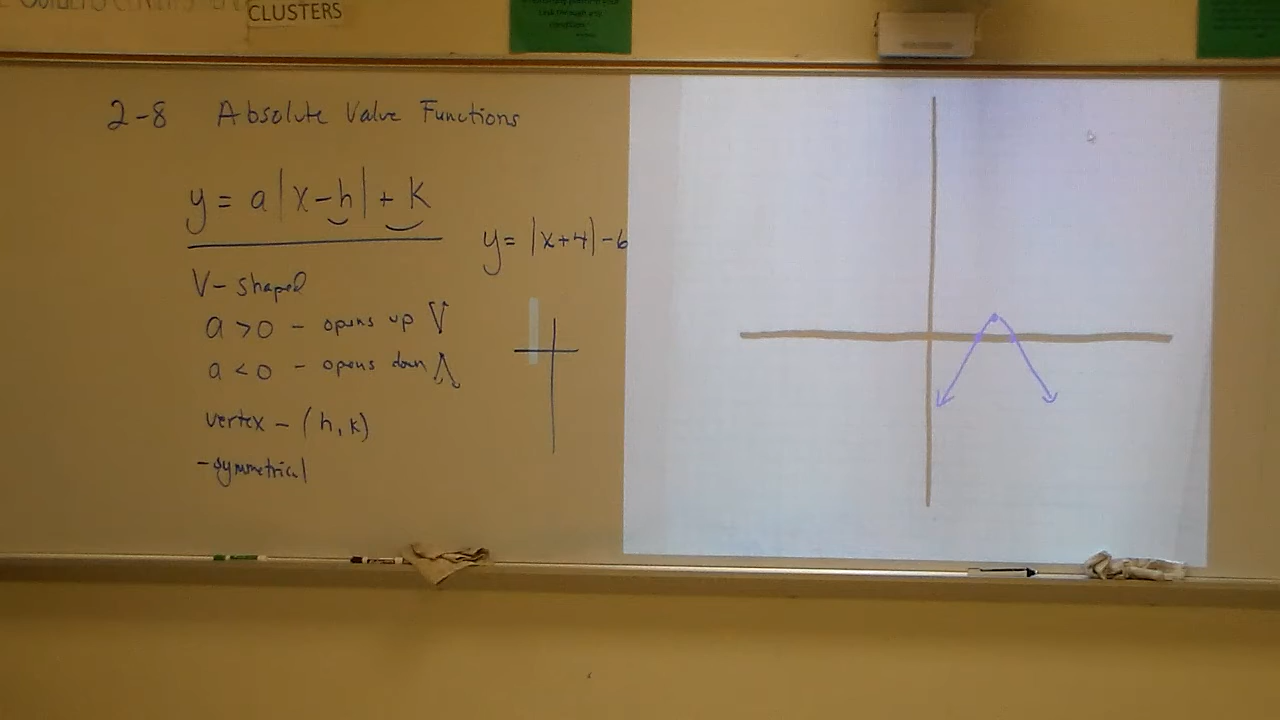 CLUSTERS
2-8 Absolute Value Functions
y = a|x-h| + k
y = |x+4| - 6
V-shaped
a > 0 - opens up
a < 0 - opens down
vertex - (h, k)
-symmetrical